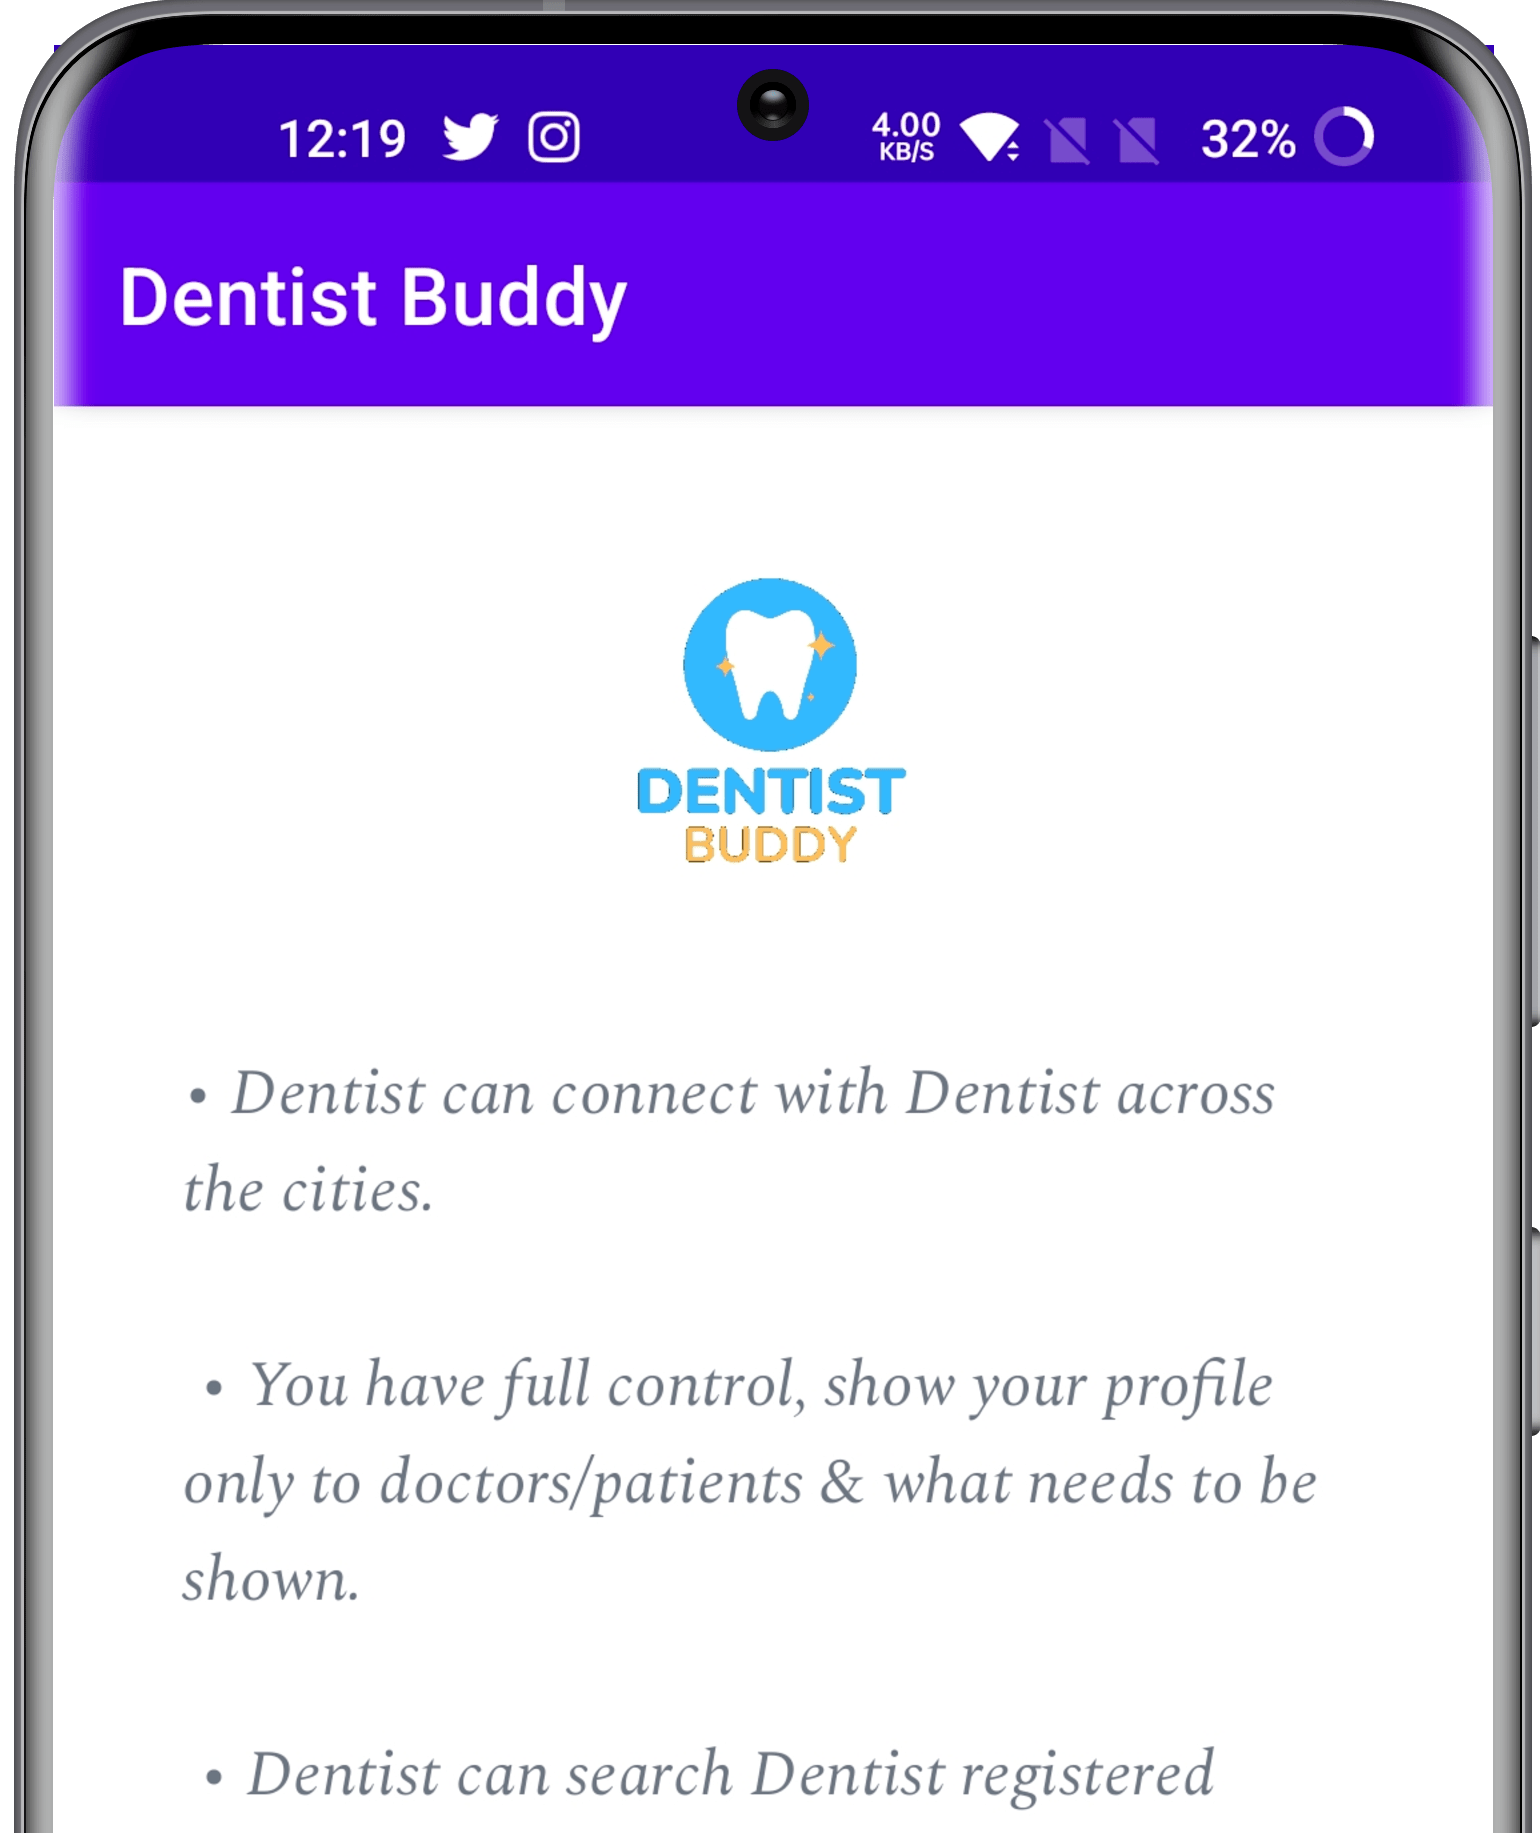 12:19 4.00 KB/S 32%
Dentist Buddy
DENTIST
BUDDY
• Dentist can connect with Dentist across
the cities.
• You have full control, show your profile
only to doctors/patients & what needs to be
shown.
• Dentist can search Dentist registered